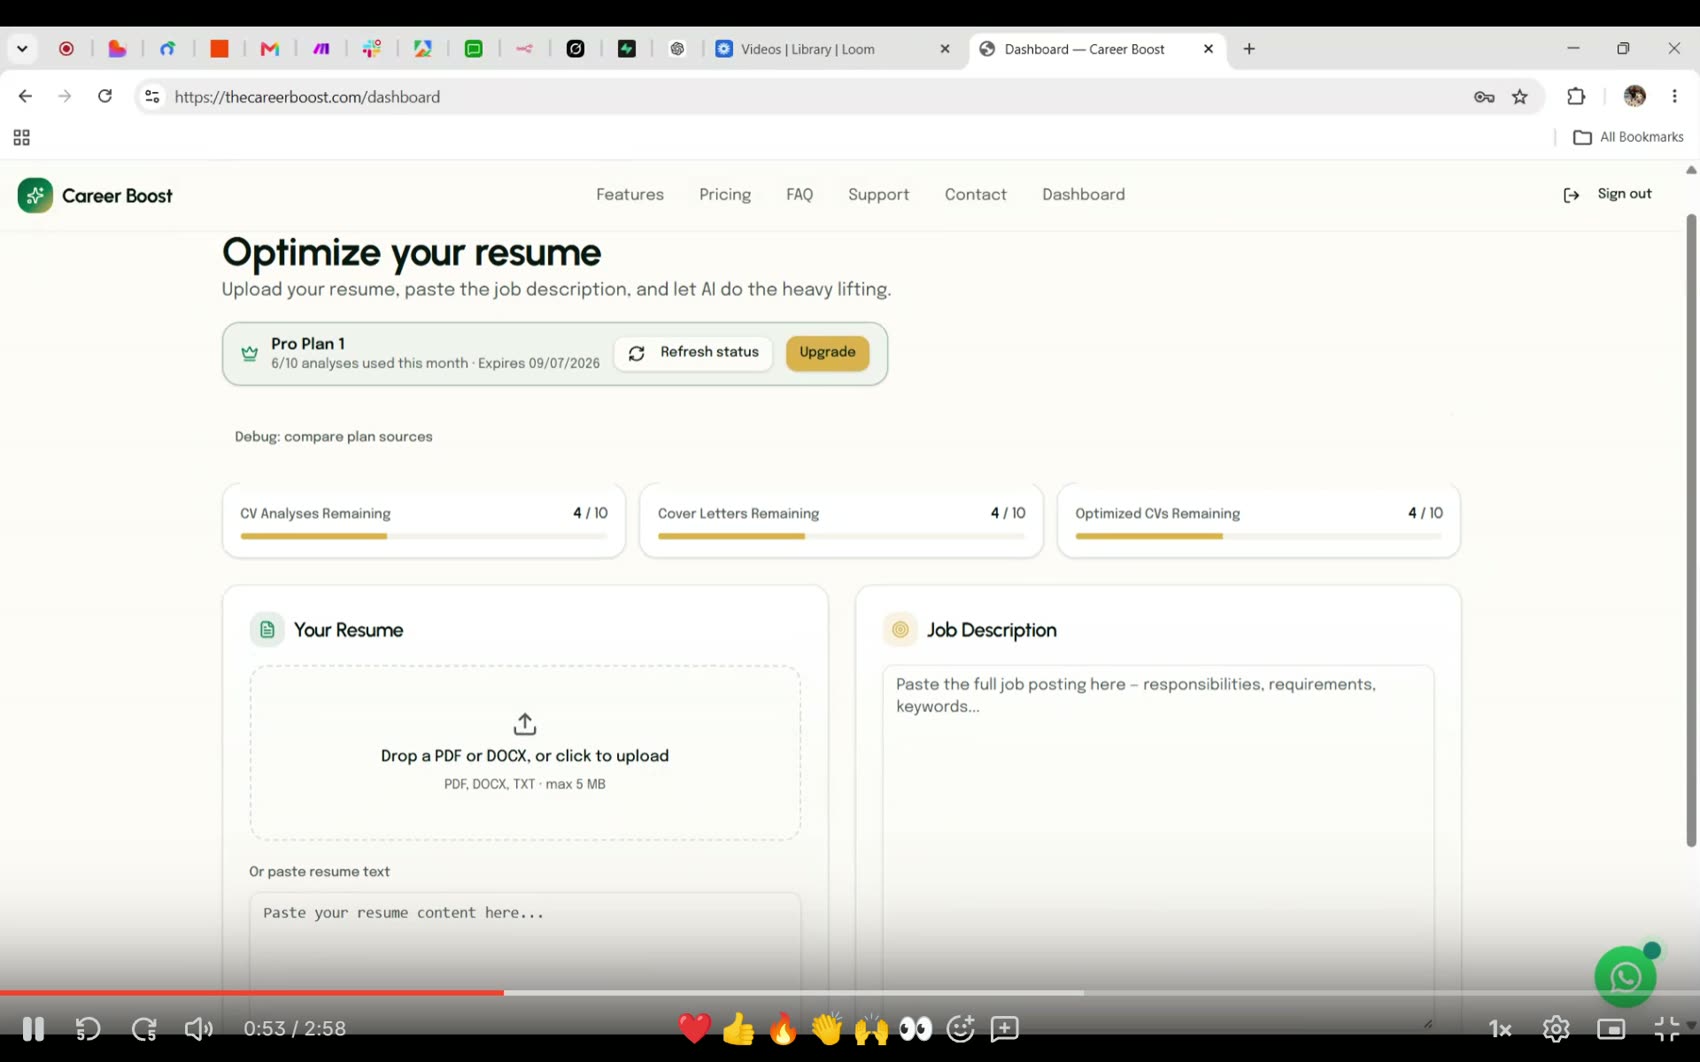 Videos | Library | Loom
Dashboard — Career Boost
https://thecareerboost.com/dashboard
All Bookmarks
Career Boost
Features
Pricing
FAQ
Support
Contact
Dashboard
Sign out
Optimize your resume
Upload your resume, paste the job description, and let AI do the heavy lifting.
Pro Plan 1
6/10 analyses used this month · Expires 09/07/2026
Refresh status
Upgrade
Debug: compare plan sources
CV Analyses Remaining
4 / 10
Cover Letters Remaining
4 / 10
Optimized CVs Remaining
4 / 10
Your Resume
Drop a PDF or DOCX, or click to upload
PDF, DOCX, TXT · max 5 MB
Or paste resume text
Paste your resume content here...
Job Description
Paste the full job posting here – responsibilities, requirements,
keywords...
5
5
0:53 / 2:58
1x